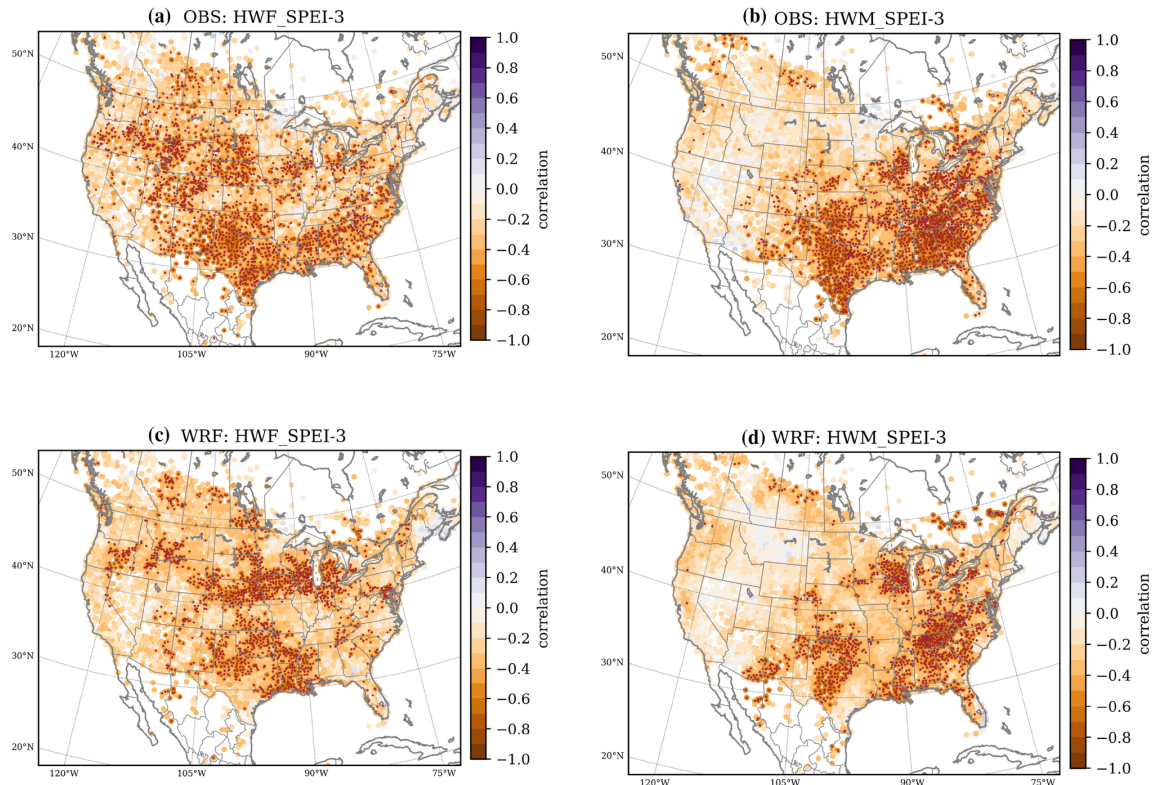 (a) OBS: HWF_SPEI-3
50°N
40°N
30°N
20°N
120°W
105°W
90°W
75°W
1.0
0.8
0.6
0.4
0.2
0.0
−0.2
−0.4
−0.6
−0.8
−1.0
correlation
(b) OBS: HWM_SPEI-3
50°N
40°N
30°N
20°N
120°W
105°W
90°W
75°W
1.0
0.8
0.6
0.4
0.2
0.0
−0.2
−0.4
−0.6
−0.8
−1.0
correlation
(c) WRF: HWF_SPEI-3
50°N
40°N
30°N
20°N
120°W
105°W
90°W
75°W
1.0
0.8
0.6
0.4
0.2
0.0
−0.2
−0.4
−0.6
−0.8
−1.0
correlation
(d) WRF: HWM_SPEI-3
50°N
40°N
30°N
20°N
120°W
105°W
90°W
75°W
1.0
0.8
0.6
0.4
0.2
0.0
−0.2
−0.4
−0.6
−0.8
−1.0
correlation